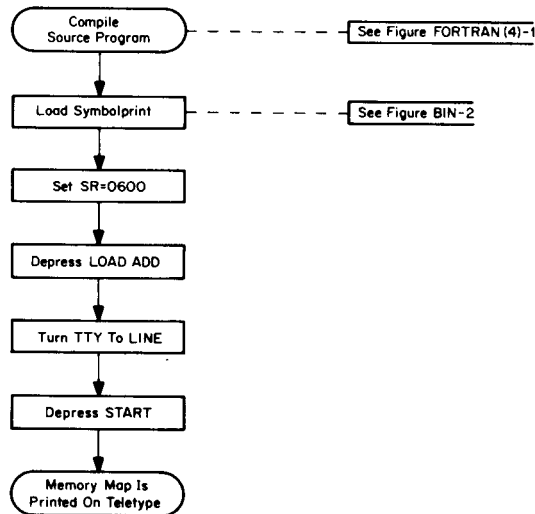 Compile
Source Program
See Figure FORTRAN (4)-1
Load Symbolprint
See Figure BIN-2
Set SR=0600
Depress LOAD ADD
Turn TTY To LINE
Depress START
Memory Map Is
Printed On Teletype